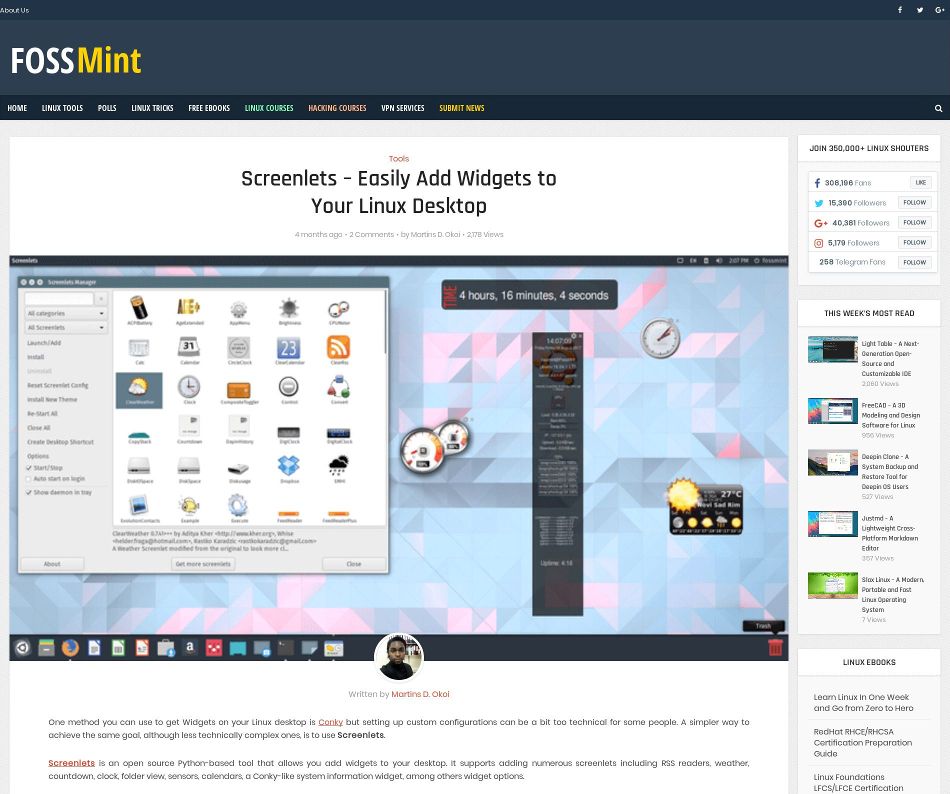 About Us
FOSSMint
HOME LINUX TOOLS POLLS LINUX TRICKS FREE EBOOKS LINUX COURSES HACKING COURSES VPN SERVICES SUBMIT NEWS
Tools
Screenlets – Easily Add Widgets to
Your Linux Desktop
4 months ago • 2 Comments • by Martins D. Okoi • 2,178 Views
Screenlets
EN 2:07 PM fossmint
Screenlets Manager
All categories
All Screenlets
Launch/Add
Install
Uninstall
Reset Screenlet Config
Install New Theme
Re-Start All
Close All
Create Desktop Shortcut
Options
Start/Stop
Auto start on login
Show daemon in tray
ACPIBattery AgeExtended AppMenu Brightness CPUMeter
Calc Calendar CircleClock ClearCalendar ClearRss
ClearWeather Clock CompositeToggler Control Convert
CopyStack Countdown DayInHistory DigiClock DigitalClock
DiskIOSpace DiskSpace Diskusage Dropbox
EvolutionContacts Example Execute FeedReader FeedReaderPlus
ClearWeather 0.7.4/+++ by Aditya Kher <http://www.kher.org>, Whise
<helderfraga@hotmail.com>, Rastko Karadzic <rastkokaradzic@gmail.com>
A Weather Screenlet modified from the original to look more cl...
About
Get more screenlets
Close
TIME
4 hours, 16 minutes, 4 seconds
14:07:09
Uptime: 4:16
27°C
Novi Sad Rim
Trash
Written by Martins D. Okoi
One method you can use to get Widgets on your Linux desktop is Conky but setting up custom configurations can be a bit too technical for some people. A simpler way to
achieve the same goal, although less technically complex ones, is to use Screenlets.
Screenlets is an open source Python-based tool that allows you add widgets to your desktop. It supports adding numerous screenlets including RSS readers, weather,
countdown, clock, folder view, sensors, calendars, a Conky-like system information widget, among others widget options.
JOIN 350,000+ LINUX SHOUTERS
308,196 Fans LIKE
15,390 Followers FOLLOW
40,381 Followers FOLLOW
5,179 Followers FOLLOW
258 Telegram Fans FOLLOW
THIS WEEK'S MOST READ
Light Table – A Next-
Generation Open-
Source and
Customizable IDE
2,060 Views
FreeCAD – A 3D
Modeling and Design
Software for Linux
956 Views
Deepin Clone – A
System Backup and
Restore Tool for
Deepin OS Users
527 Views
Justmd – A
Lightweight Cross-
Platform Markdown
Editor
357 Views
Slax Linux – A Modern,
Portable and Fast
Linux Operating
System
7 Views
LINUX EBOOKS
Learn Linux In One Week
and Go from Zero to Hero
RedHat RHCE/RHCSA
Certification Preparation
Guide
Linux Foundations
LFCS/LFCE Certification